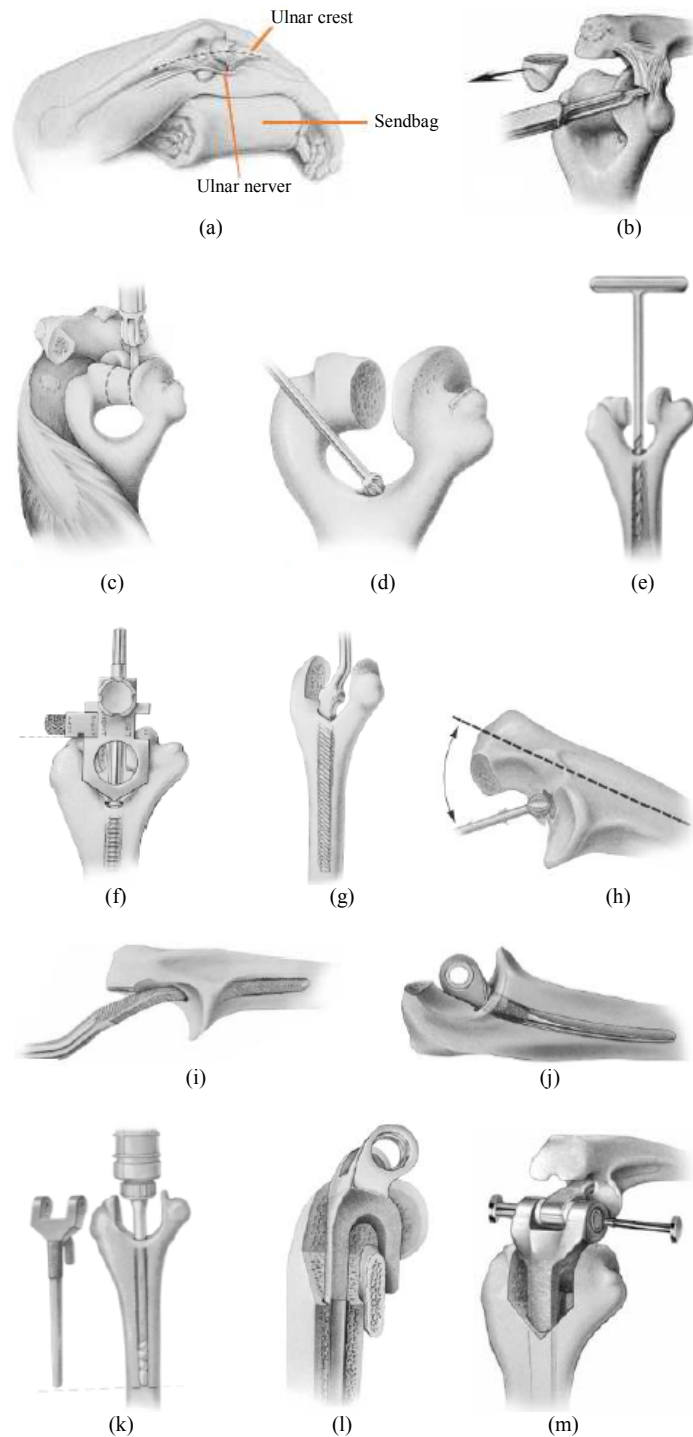 Ulnar crest
Sendbag
Ulnar nerver
(a)
(b)
(c)
(d)
(e)
(f)
(g)
(h)
(i)
(j)
(k)
(l)
(m)